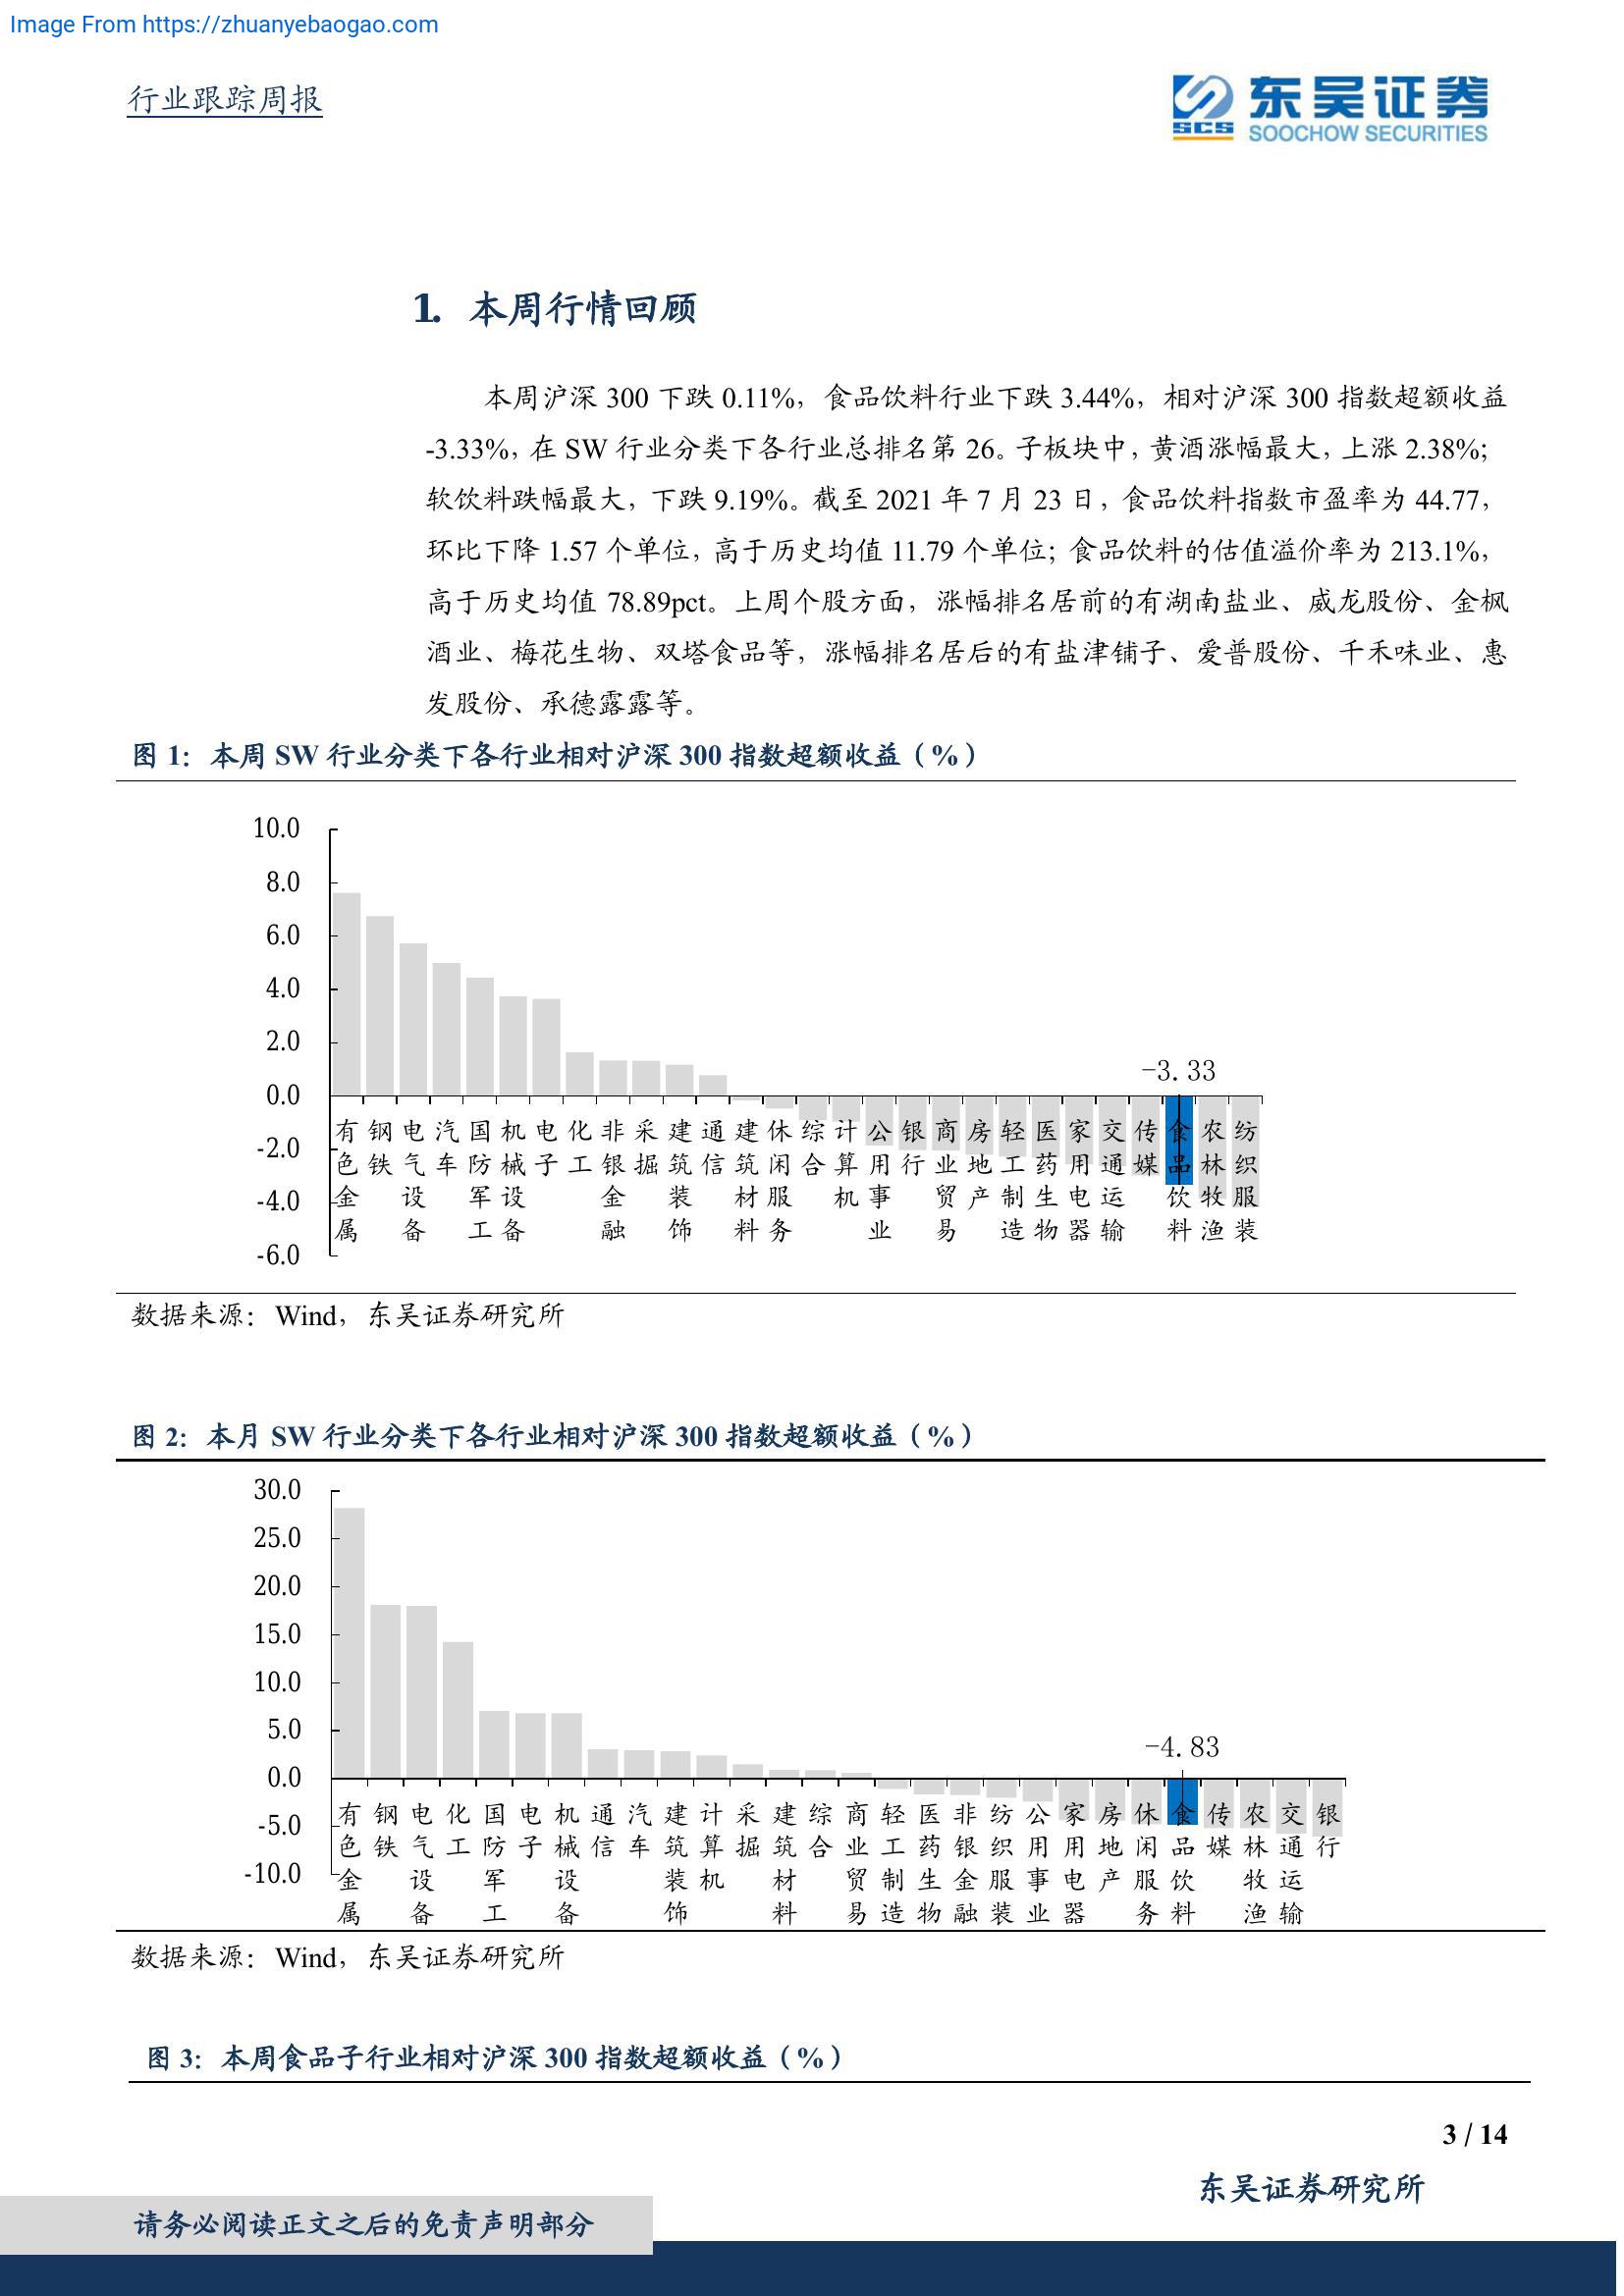 Image From https://zhuanyebaogao.com
行业跟踪周报
东吴证券
SCS
SOOCHOW SECURITIES
1. 本周行情回顾
本周沪深 300 下跌 0.11%，食品饮料行业下跌 3.44%，相对沪深 300 指数超额收益
-3.33%，在 SW 行业分类下各行业总排名第 26。子板块中，黄酒涨幅最大，上涨 2.38%；
软饮料跌幅最大，下跌 9.19%。截至 2021 年 7 月 23 日，食品饮料指数市盈率为 44.77，
环比下降 1.57 个单位，高于历史均值 11.79 个单位；食品饮料的估值溢价率为 213.1%，
高于历史均值 78.89pct。上周个股方面，涨幅排名居前的有湖南盐业、威龙股份、金枫
酒业、梅花生物、双塔食品等，涨幅排名居后的有盐津铺子、爱普股份、千禾味业、惠
发股份、承德露露等。
图 1：本周 SW 行业分类下各行业相对沪深 300 指数超额收益（%）
10.0
8.0
6.0
4.0
2.0
0.0
-2.0
-4.0
-6.0
-3.33
有色金属
钢铁
电气设备
汽车
国防军工
机械设备
电子
化工
非银金融
采掘
建筑装饰
通信
建筑材料
休闲服务
综合
计算机
公用事业
银行
商业贸易
房地产
轻工制造
医药生物
家用电器
交通运输
传媒
食品饮料
农林牧渔
纺织服装
数据来源：Wind，东吴证券研究所
图 2：本月 SW 行业分类下各行业相对沪深 300 指数超额收益（%）
30.0
25.0
20.0
15.0
10.0
5.0
0.0
-5.0
-10.0
-4.83
有色金属
钢铁
电气设备
化工
国防军工
电子
机械设备
通信
汽车
建筑装饰
计算机
采掘
建筑材料
综合
商业贸易
轻工制造
医药生物
非银金融
纺织服装
公用事业
家用电器
房地产
休闲服务
食品饮料
传媒
农林牧渔
交通运输
银行
数据来源：Wind，东吴证券研究所
图 3：本周食品子行业相对沪深 300 指数超额收益（%）
3 / 14
东吴证券研究所
请务必阅读正文之后的免责声明部分